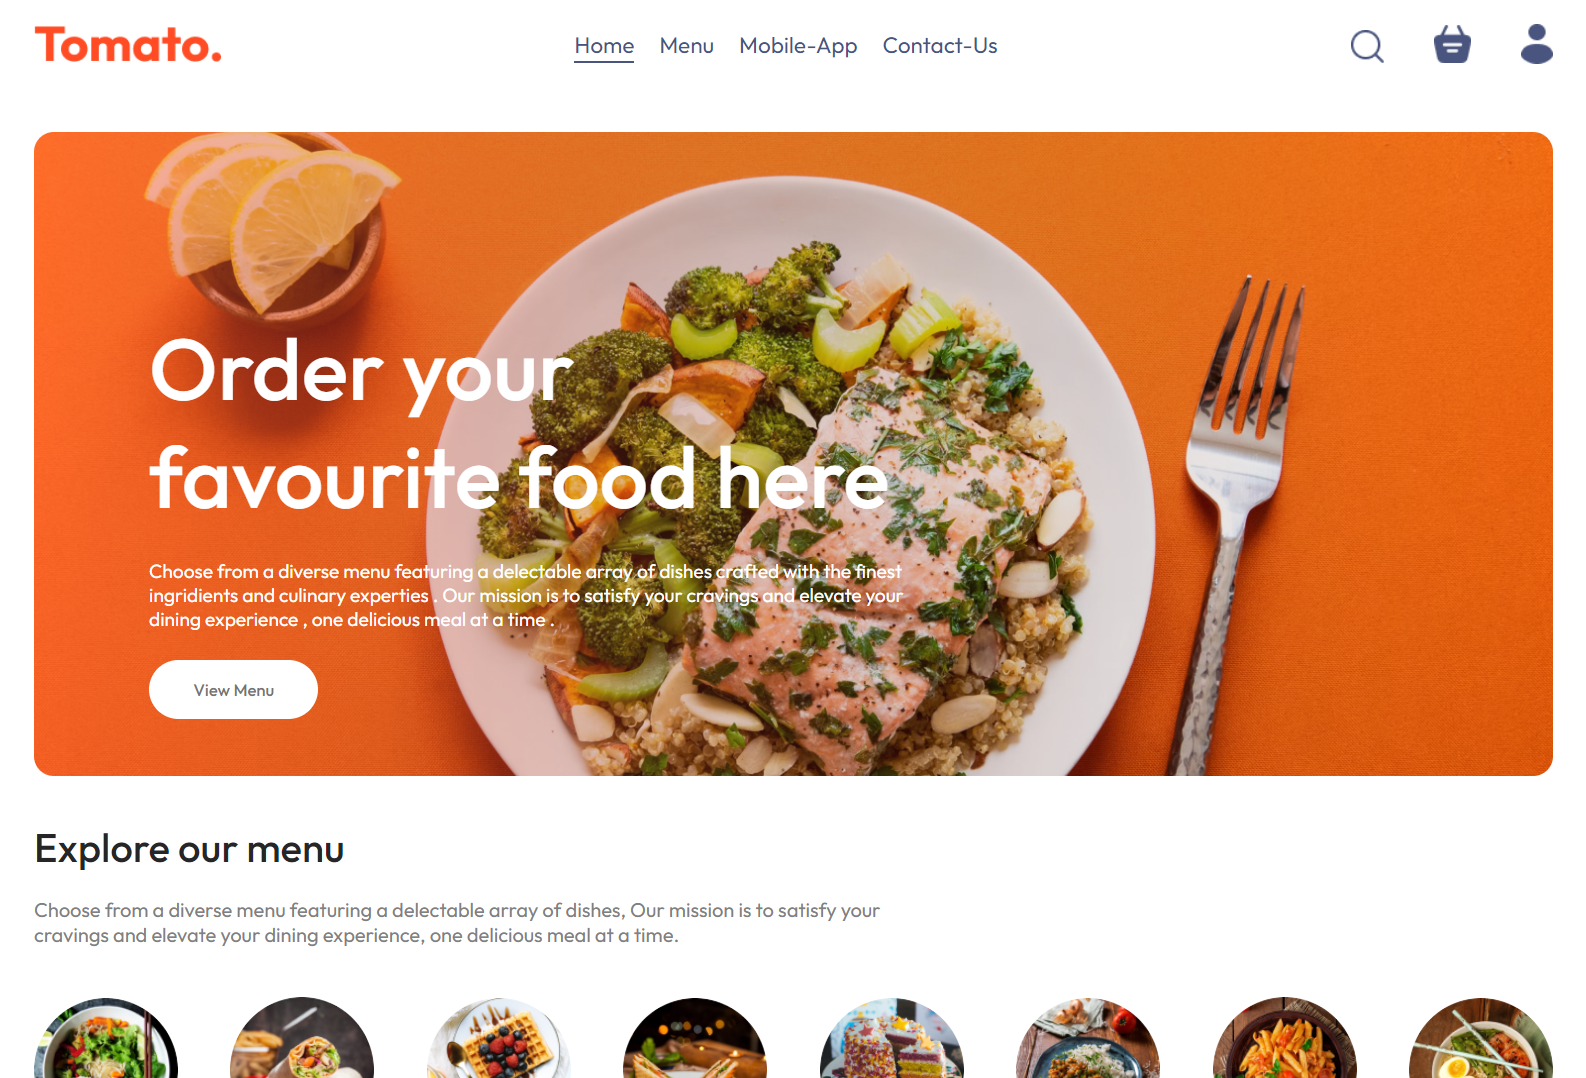 Tomato.
Home Menu Mobile-App Contact-Us
Order your
favourite food here
Choose from a diverse menu featuring a delectable array of dishes crafted with the finest
ingridients and culinary experties . Our mission is to satisfy your cravings and elevate your
dining experience , one delicious meal at a time .
View Menu
Explore our menu
Choose from a diverse menu featuring a delectable array of dishes, Our mission is to satisfy your
cravings and elevate your dining experience, one delicious meal at a time.